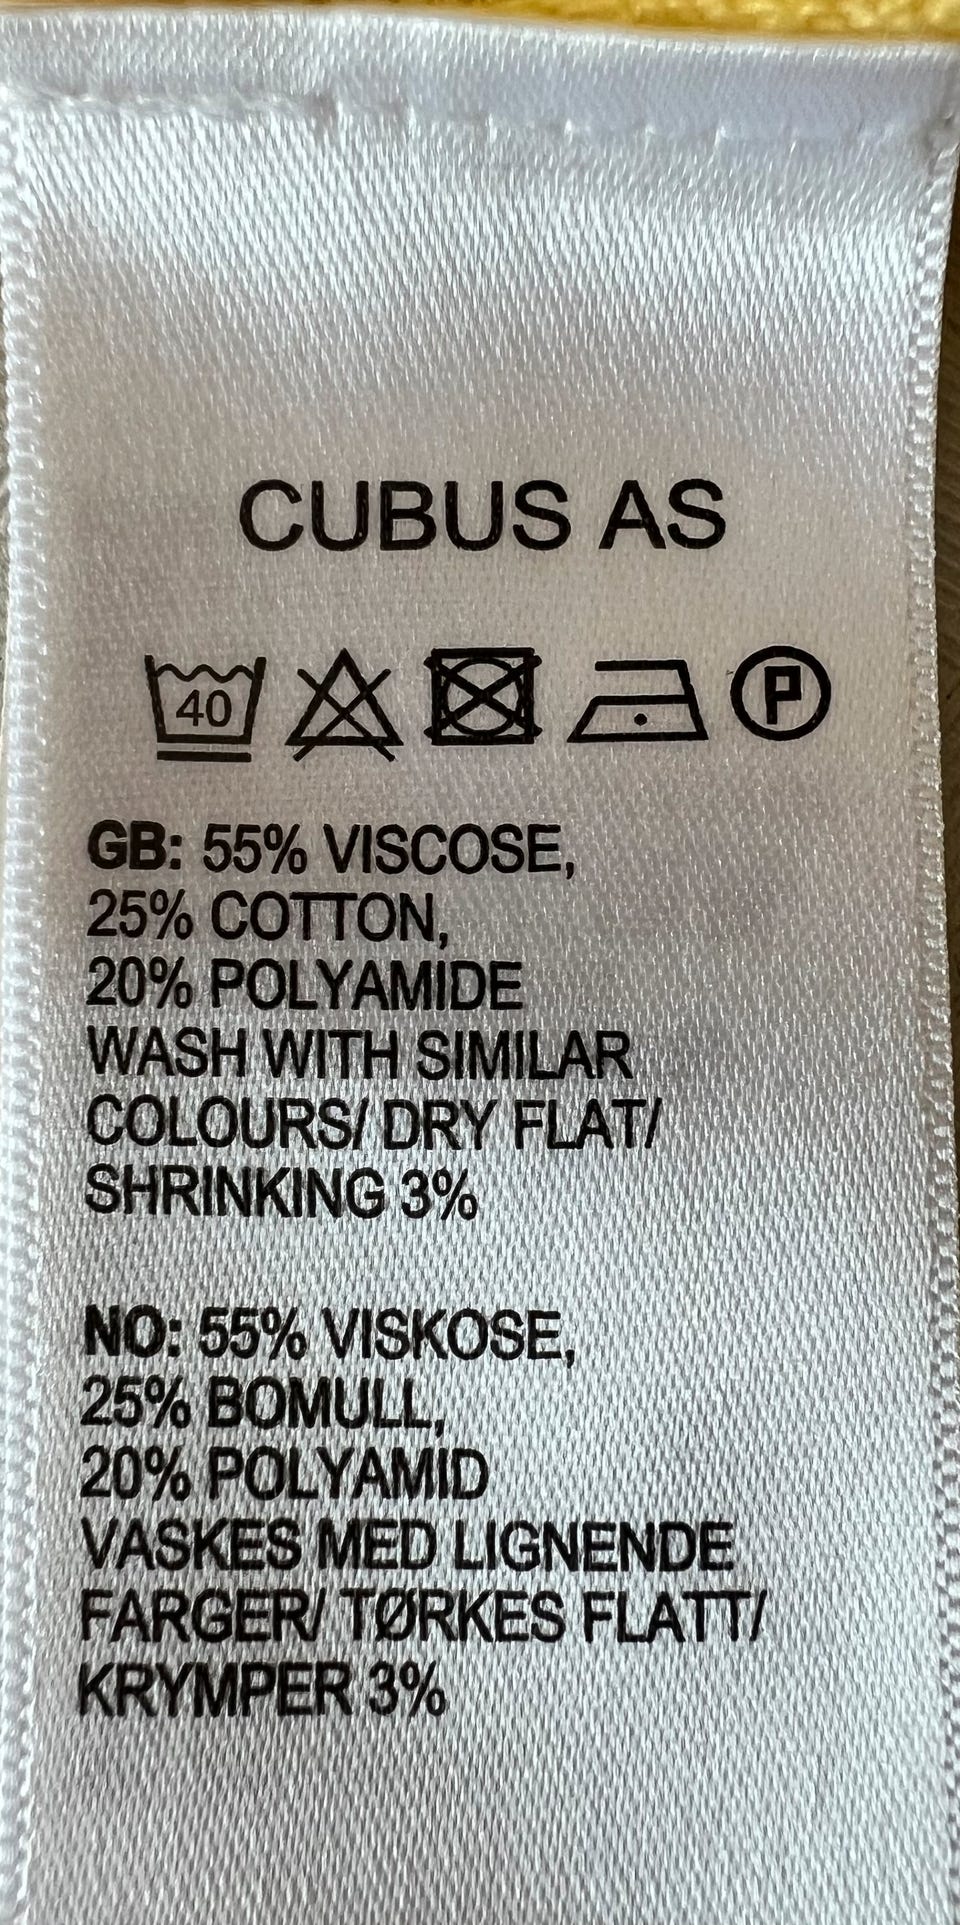 CUBUS AS
40 P
GB: 55% VISCOSE,
25% COTTON,
20% POLYAMIDE
WASH WITH SIMILAR
COLOURS/ DRY FLAT/
SHRINKING 3%
NO: 55% VISKOSE,
25% BOMULL,
20% POLYAMID
VASKES MED LIGNENDE
FARGER/ TØRKES FLATT/
KRYMPER 3%